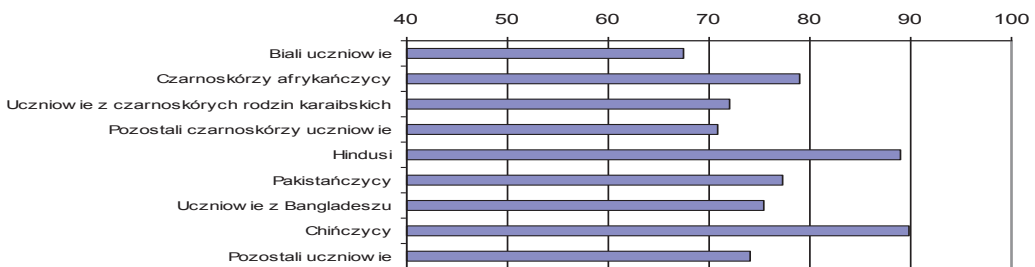 40 50 60 70 80 90 100
Biali uczniowie
Czarnoskórzy afrykańczycy
Uczniowie z czarnoskórych rodzin karaibskich
Pozostali czarnoskórzy uczniowie
Hindusi
Pakistańczycy
Uczniowie z Bangladeszu
Chińczycy
Pozostali uczniowie